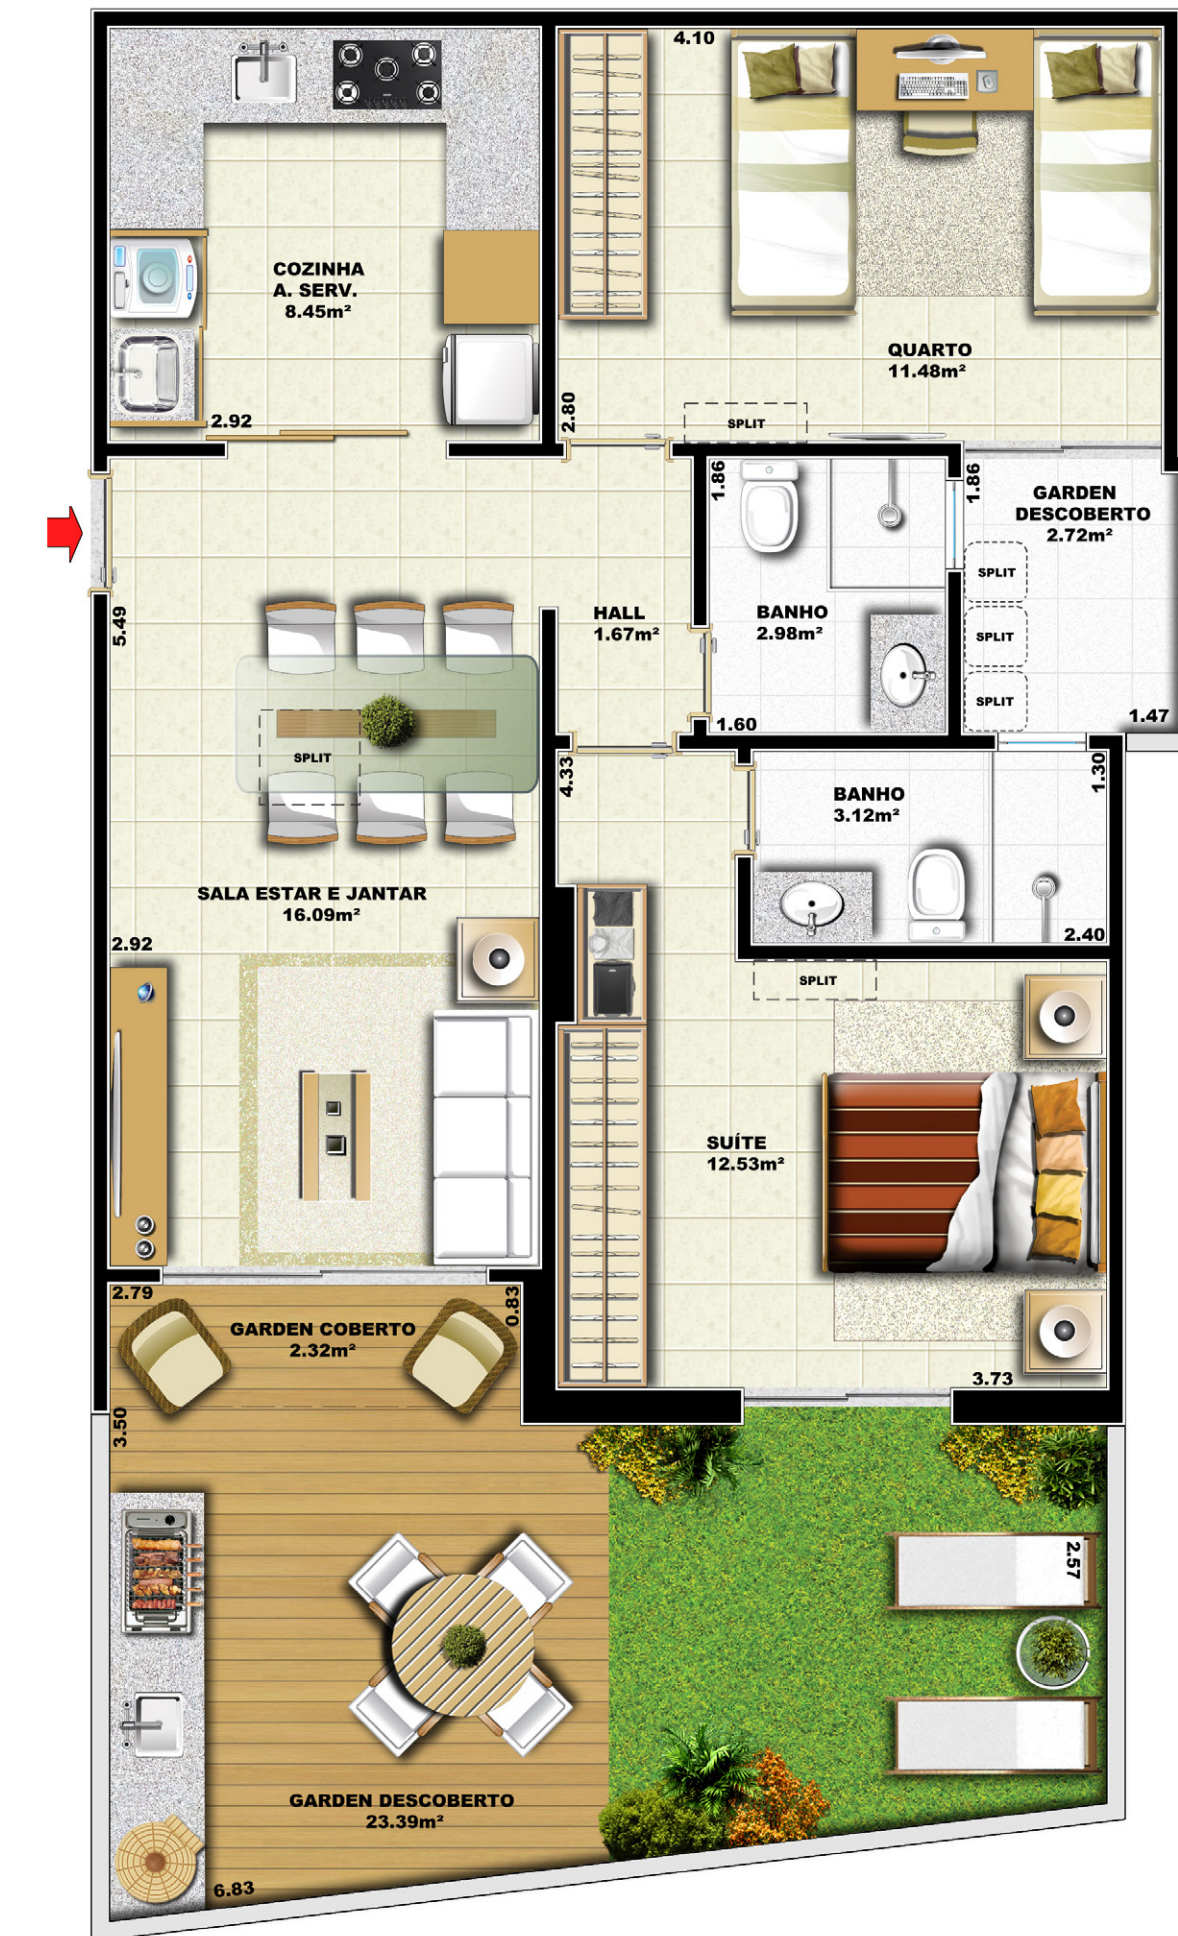 4.10
COZINHA
A. SERV.
8.45m²
2.92
QUARTO
11.48m²
2.80
SPLIT
1.86
1.86
GARDEN
DESCOBERTO
2.72m²
SPLIT
SPLIT
SPLIT
1.47
5.49
HALL
1.67m²
BANHO
2.98m²
1.60
SPLIT
4.33
BANHO
3.12m²
1.30
2.40
SALA ESTAR E JANTAR
16.09m²
2.92
SPLIT
SUÍTE
12.53m²
3.73
2.79
0.83
GARDEN COBERTO
2.32m²
3.50
2.57
GARDEN DESCOBERTO
23.39m²
6.83